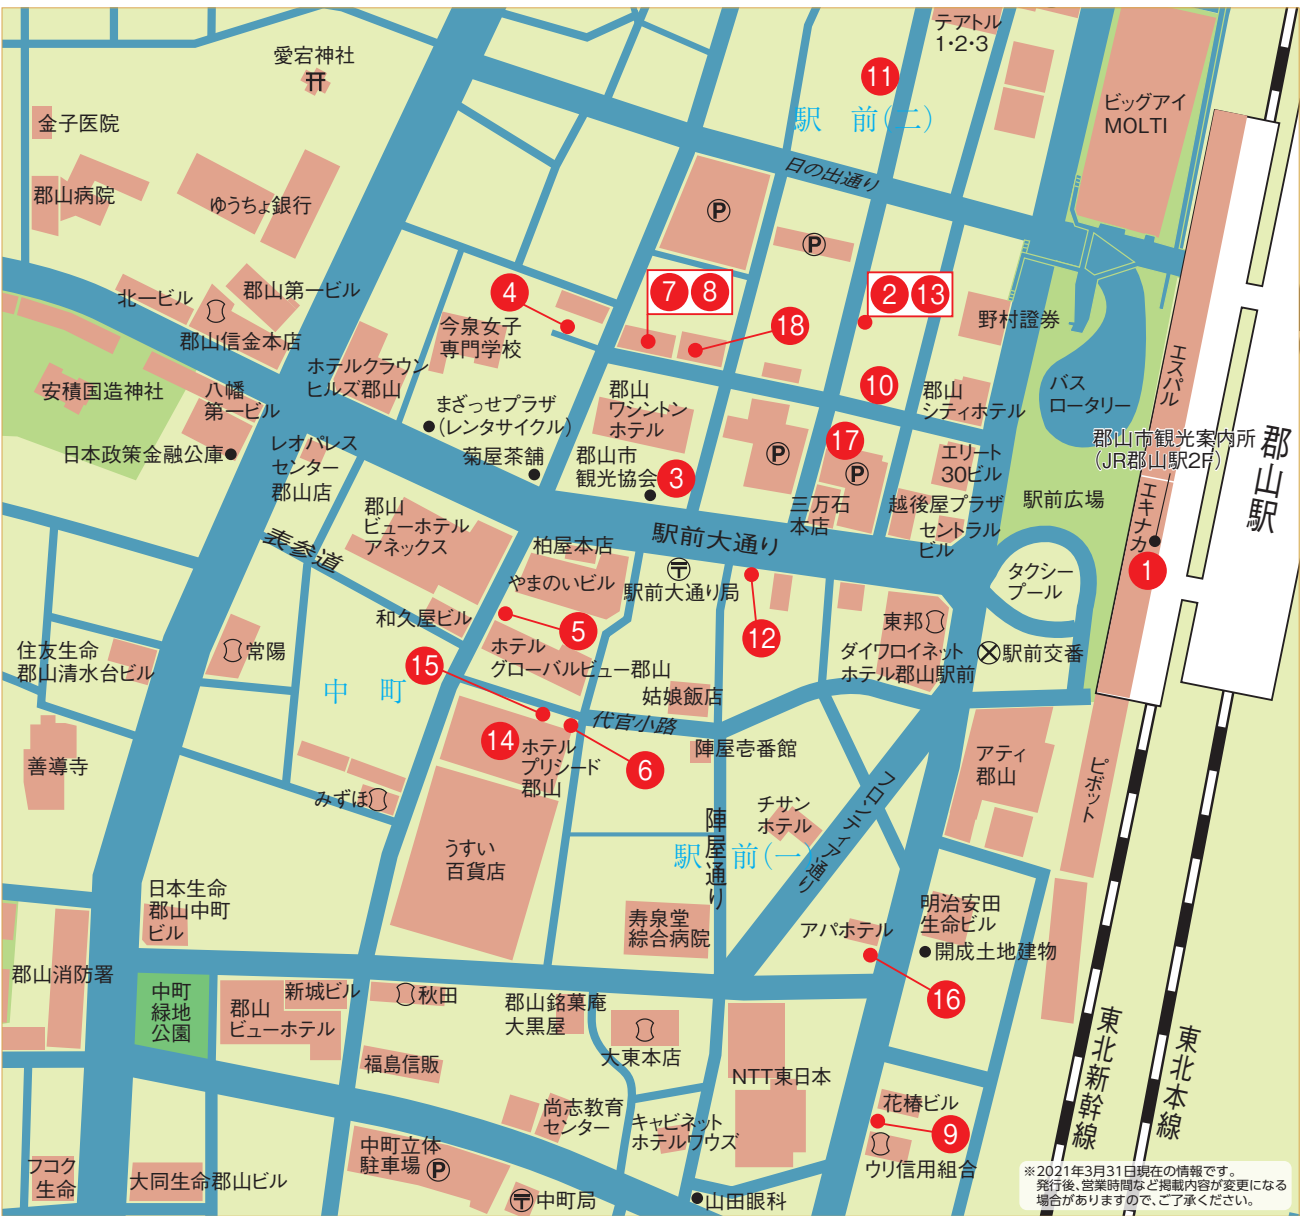 テアトル
1・2・3
愛宕神社
11
ビッグアイ
MOLTI
金子医院
駅 前(二)
日の出通り
郡山病院
ゆうちょ銀行
P
P
北一ビル
郡山第一ビル
郡山信金本店
4
7 8
2 13
18
野村證券
今泉女子
専門学校
エスパル
ホテルクラウン
ヒルズ郡山
安積国造神社
八幡
第一ビル
郡山
ワシントン
ホテル
10
郡山
シティホテル
バス
ロータリー
まざっせプラザ
(レンタサイクル)
日本政策金融公庫
レオパレス
センター
郡山店
菊屋茶舗
郡山市
観光協会
3
P
17
P
エリート
30ビル
郡山市観光案内所
(JR郡山駅2F)
郡山駅
郡山
ビューホテル
アネックス
三万石
本店
越後屋プラザ
セントラル
ビル
駅前広場
エキナカ
表参道
駅前大通り
柏屋本店
やまのいビル
駅前大通り局
タクシー
プール
1
和久屋ビル
5
12
東邦
ダイワロイネット
ホテル郡山駅前
駅前交番
住友生命
郡山清水台ビル
常陽
ホテル
グローバルビュー郡山
15
中 町
姑娘飯店
代官小路
14
ホテル
プリシード
郡山
6
陣屋壱番館
アティ
郡山
ピボット
善導寺
みずほ
チサン
ホテル
フロンティア通り
陣屋通り
駅 前(一)
うすい
百貨店
日本生命
郡山中町
ビル
寿泉堂
綜合病院
アパホテル
明治安田
生命ビル
開成土地建物
郡山消防署
中町
緑地
公園
新城ビル
郡山
ビューホテル
秋田
郡山銘菓庵
大黒屋
大東本店
16
東北新幹線
東北本線
福島信販
NTT東日本
尚志教育
センター
キャビネット
ホテルワウズ
花椿ビル
9
ウリ信用組合
中町立体
駐車場
P
フコク
生命
大同生命郡山ビル
中町局
山田眼科
※2021年3月31日現在の情報です。
発行後、営業時間など掲載内容が変更になる
場合がありますので、ご了承ください。